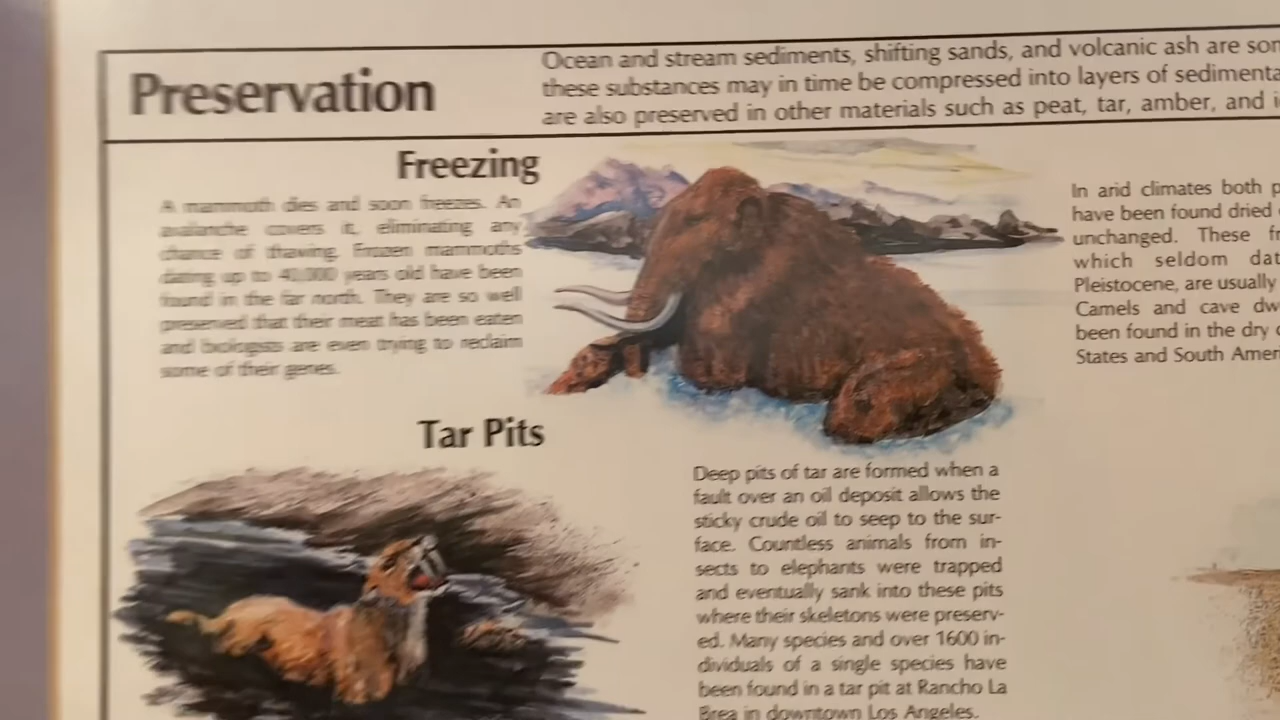 Preservation
Ocean and stream sediments, shifting sands, and volcanic ash are som
these substances may in time be compressed into layers of sedimenta
are also preserved in other materials such as peat, tar, amber, and i
Freezing
A mammoth dies and soon freezes. An
avalanche covers it, eliminating any
chance of thawing. Frozen mammoths
dating up to 40,000 years old have been
found in the far north. They are so well
preserved that their meat has been eaten
and biologists are even trying to reclaim
some of their genes.
In arid climates both p
have been found dried
unchanged. These fr
which seldom dat
Pleistocene, are usually
Camels and cave dw
been found in the dry c
States and South Ameri
Tar Pits
Deep pits of tar are formed when a
fault over an oil deposit allows the
sticky crude oil to seep to the sur-
face. Countless animals from in-
sects to elephants were trapped
and eventually sank into these pits
where their skeletons were preserv-
ed. Many species and over 1600 in-
dividuals of a single species have
been found in a tar pit at Rancho La
Brea in downtown Los Angeles.